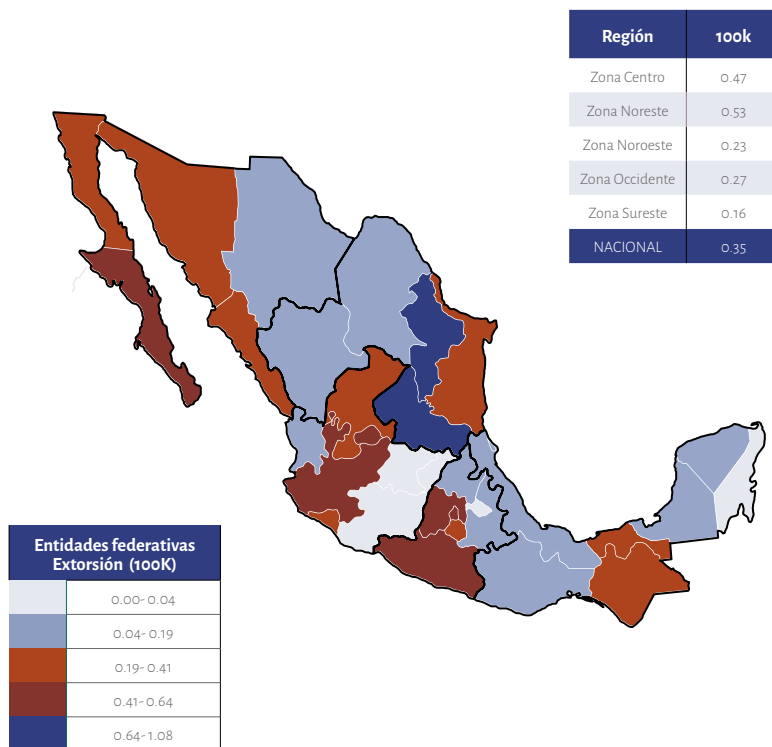 Región 100k
Zona Centro 0.47
Zona Noreste 0.53
Zona Noroeste 0.23
Zona Occidente 0.27
Zona Sureste 0.16
NACIONAL 0.35
Entidades federativas
Extorsión (100K)
0.00- 0.04
0.04- 0.19
0.19- 0.41
0.41- 0.64
0.64- 1.08